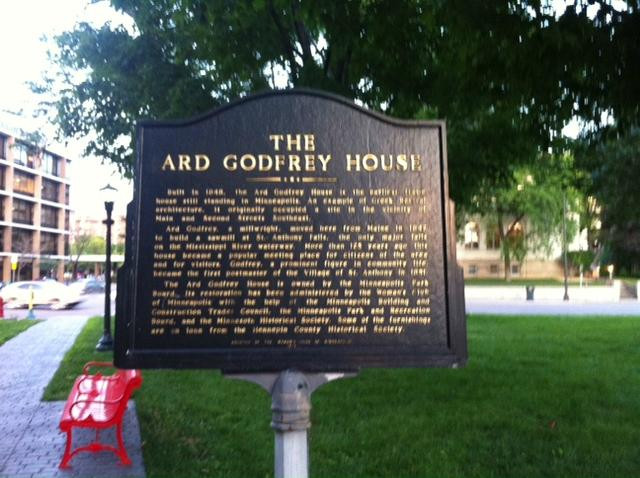 THE
ARD GODFREY HOUSE
Built in 1848, the Ard Godfrey House is the earliest frame
house still standing in Minneapolis. An example of Greek Revival
architecture, it originally occupied a site in the vicinity of
Main and Second Streets
Ard Godfrey, a millwright, moved here from Maine in 1847
to build a sawmill at St. Anthony Falls, the only major falls
on the Mississippi River waterway. More than 125 years ago this
house became a popular meeting place for citizens of the area
and for visitors. Godfrey, a prominent figure in community life,
became the first postmaster of the Village of St. Anthony in
The Ard Godfrey House is owned by the Minneapolis Park
Board. Its restoration has been administered by the Woman's Club
of Minneapolis with the help of the Minneapolis Building and
Construction Trades Council, the Minneapolis Park and Recreation
Board, and the Minnesota Historical Society. Some of the furnishings
are on loan from the Hennepin County Historical Society.